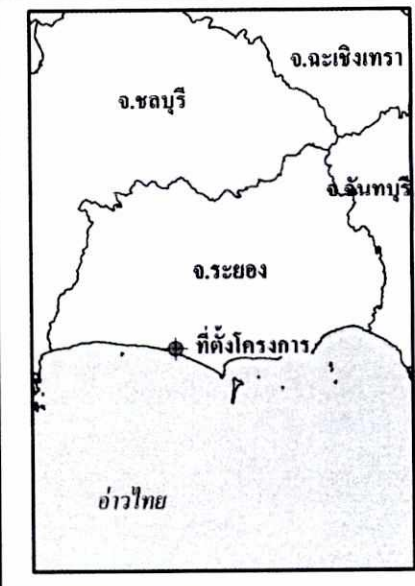 จ.ฉะเชิงเทรา
จ.ชลบุรี
จ.จันทบุรี
จ.ระยอง
ที่ตั้งโครงการ
อ่าวไทย